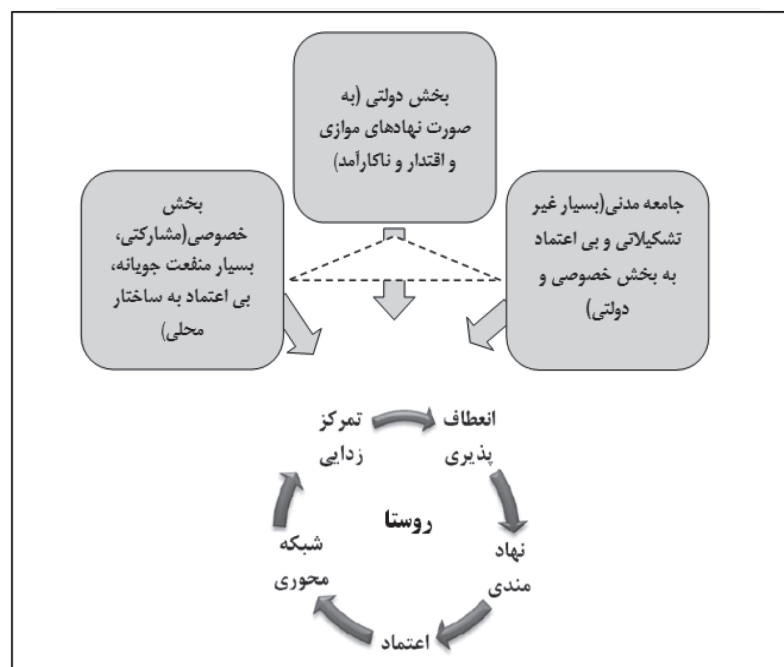 بخش دولتی (به
صورت نهادهای موازی
و اقتدار و ناکارآمد)
جامعه مدنی(بسیار غیر
تشکیلاتی و بی اعتماد
به بخش خصوصی و
دولتی)
بخش
خصوصی(مشارکتی،
بسیار منفعت جویانه،
بی اعتماد به ساختار
محلی)
انعطاف
پذیری
نهاد
مندی
اعتماد
شبکه
محوری
تمرکز
زدایی
روستا